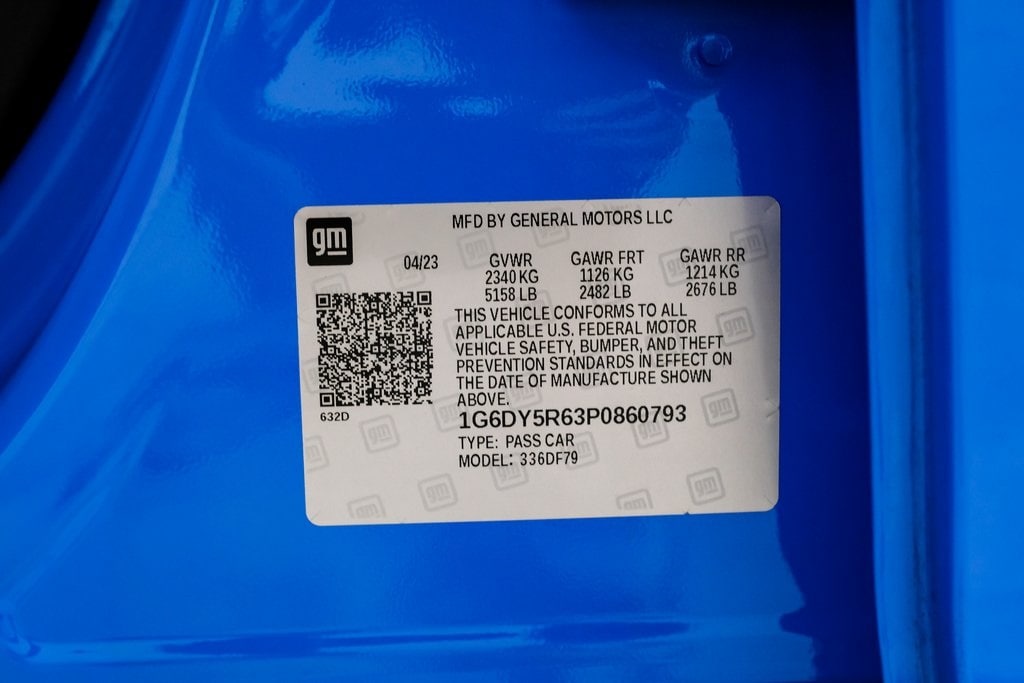 gm
MFD BY GENERAL MOTORS LLC
04/23 GVWR GAWR FRT GAWR RR
2340 KG 1126 KG 1214 KG
5158 LB 2482 LB 2676 LB
THIS VEHICLE CONFORMS TO ALL
APPLICABLE U.S. FEDERAL MOTOR
VEHICLE SAFETY, BUMPER, AND THEFT
PREVENTION STANDARDS IN EFFECT ON
THE DATE OF MANUFACTURE SHOWN
ABOVE.
632D
1G6DY5R63P0860793
TYPE: PASS CAR
MODEL: 336DF79